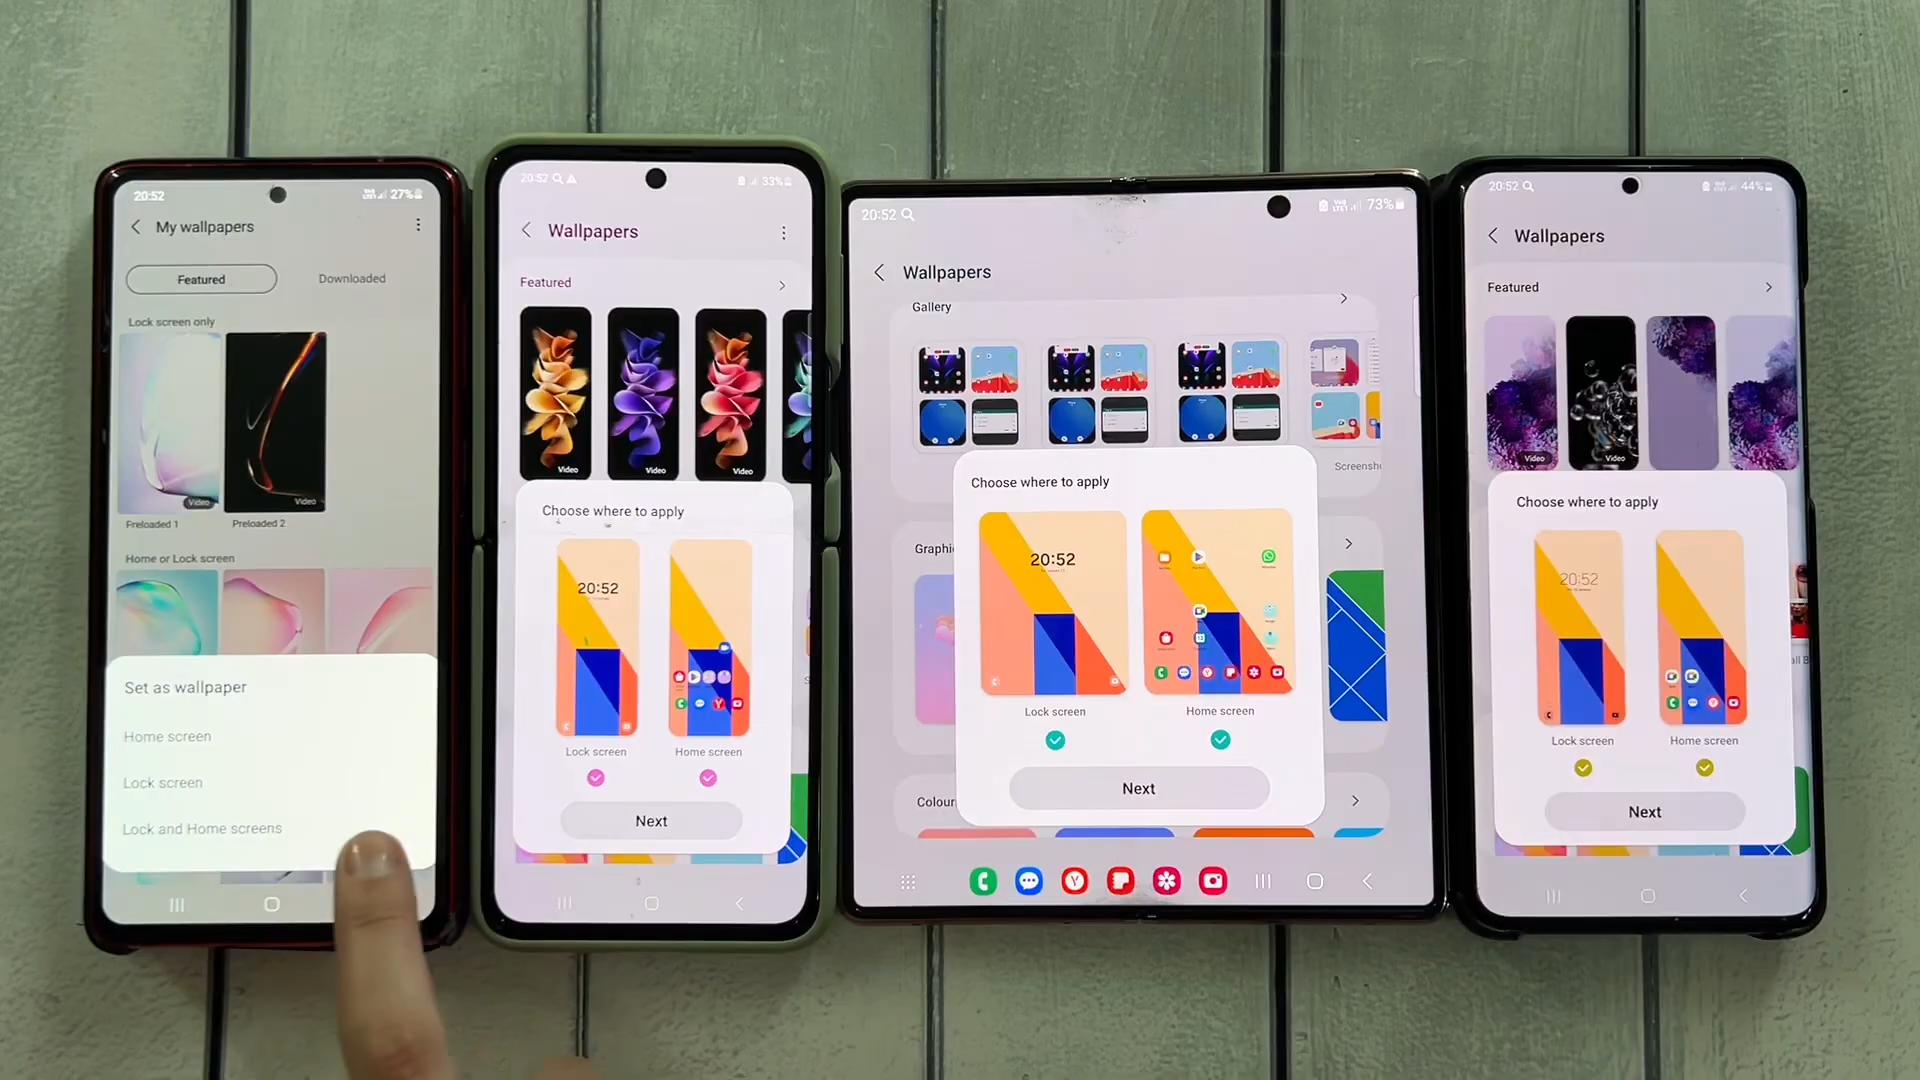 20:52
27%
My wallpapers
Featured
Downloaded
Lock screen only
Video
Video
Preloaded 1
Preloaded 2
Home or Lock screen
Set as wallpaper
Home screen
Lock screen
Lock and Home screens
20:52
33%
Wallpapers
Featured
Video
Video
Video
Choose where to apply
20:52
Lock screen
Home screen
Next
20:52
73%
Wallpapers
Gallery
Screensh
Graphi
Choose where to apply
20:52
Lock screen
Home screen
Next
Colour
20:52
44%
Wallpapers
Featured
Video
Video
Choose where to apply
20:52
Lock screen
Home screen
Next